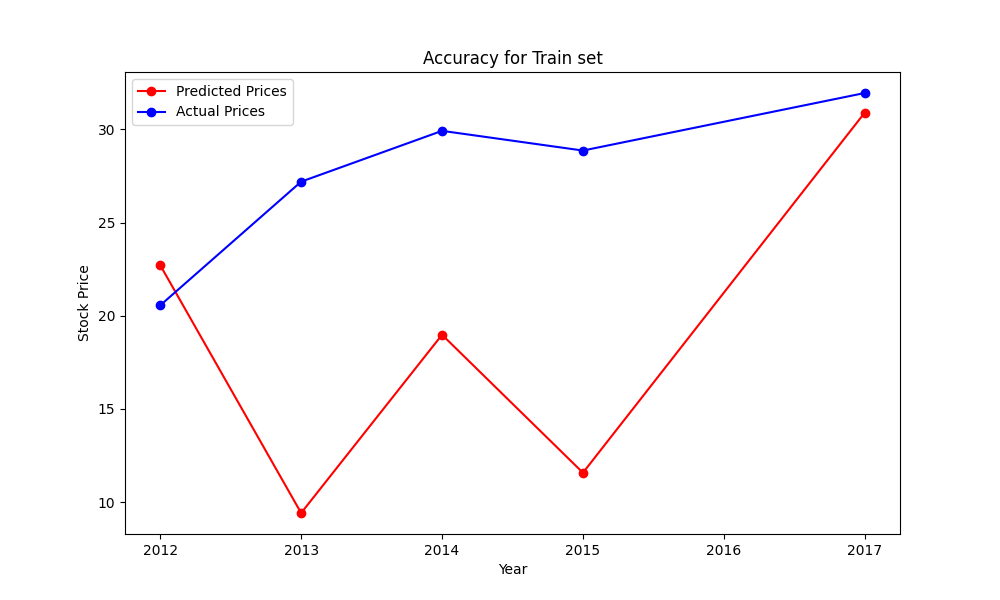 Accuracy for Train set
Predicted Prices
Actual Prices
30
25
20
15
10
Stock Price
2012 2013 2014 2015 2016 2017
Year